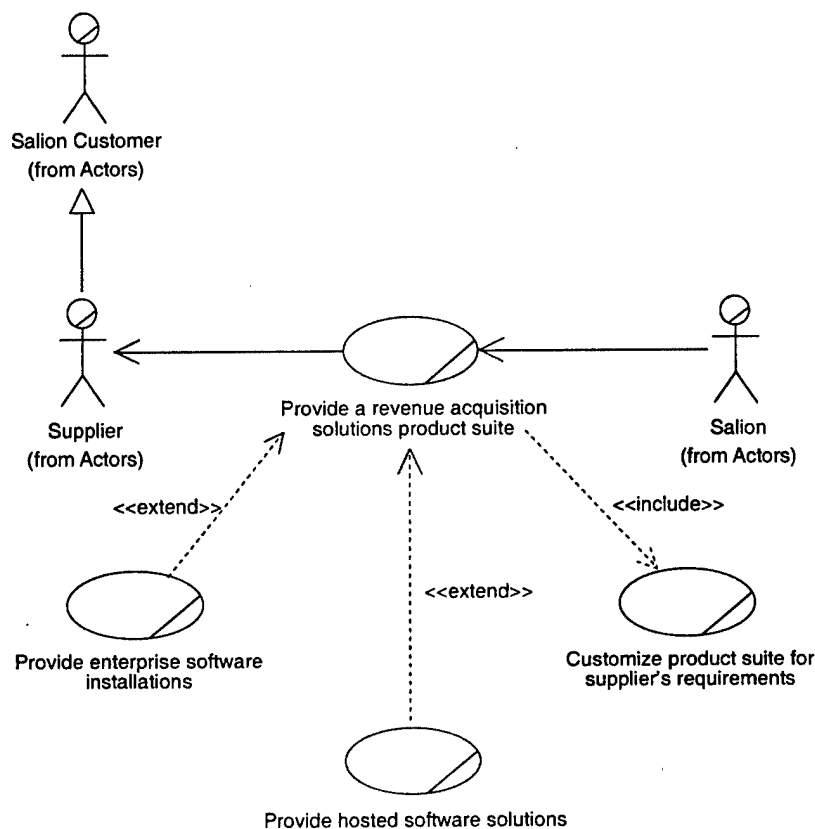 Salion Customer
(from Actors)
Provide a revenue acquisition
solutions product suite
Supplier
(from Actors)
Salion
(from Actors)
<<extend>>
<<include>>
<<extend>>
Provide enterprise software
installations
Customize product suite for
supplier's requirements
Provide hosted software solutions